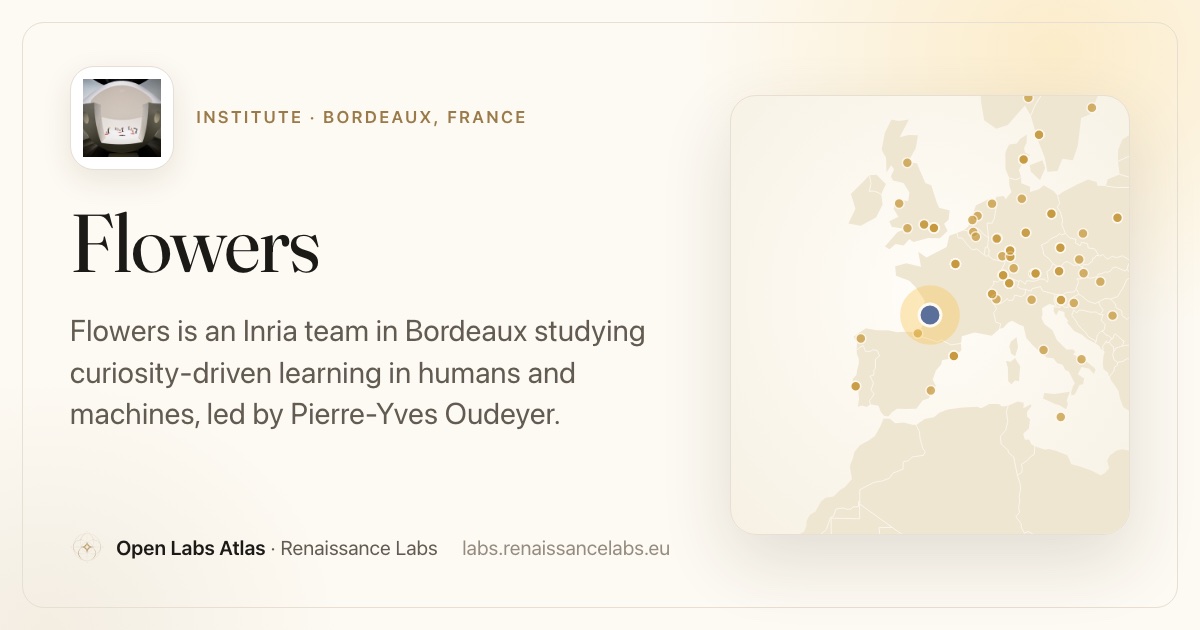 INSTITUTE · BORDEAUX, FRANCE
Flowers
Flowers is an Inria team in Bordeaux studying
curiosity-driven learning in humans and
machines, led by Pierre-Yves Oudeyer.
Open Labs Atlas · Renaissance Labs labs.renaissancelabs.eu